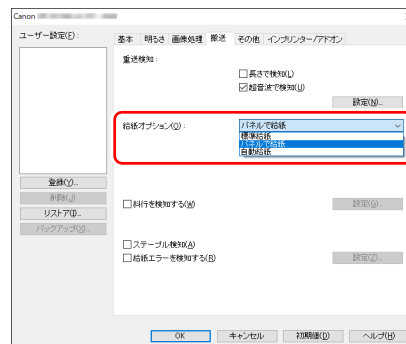 Canon
ユーザー設定(F):
基本 明るさ 画像処理 搬送 その他 インプリンター/アドオン
重送検知:
長さで検知(L)
超音波で検知(U)
設定(N)...
給紙オプション(O):
パネルで給紙
標準給紙
パネルで給紙
自動給紙
登録(Y)...
削除(J)
リストア(I)...
バックアップ(X)...
斜行を検知する(W)
設定(G)...
ステープル検知(A)
給紙エラーを検知する(R)
設定(Z)...
OK キャンセル 初期値(D) ヘルプ(H)